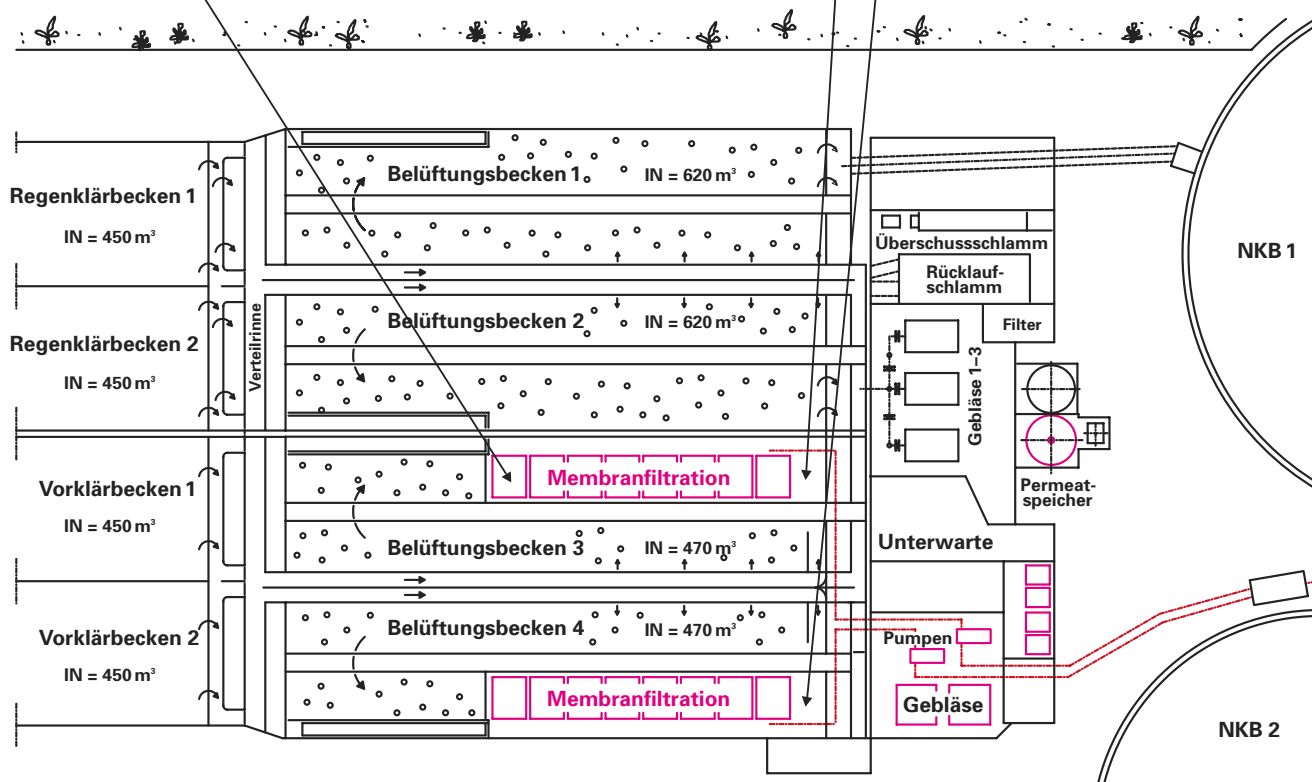 Regenklärbecken 1
IN = 450 m³
Regenklärbecken 2
IN = 450 m³
Vorklärbecken 1
IN = 450 m³
Vorklärbecken 2
IN = 450 m³
Verteilrinne
Belüftungsbecken 1 IN = 620 m³
Belüftungsbecken 2 IN = 620 m³
Membranfiltration
Belüftungsbecken 3 IN = 470 m³
Belüftungsbecken 4 IN = 470 m³
Membranfiltration
Überschussschlamm
Rücklauf-
schlamm
Filter
Gebläse 1–3
Permeat-
speicher
Unterwarte
Pumpen
Gebläse
NKB 1
NKB 2